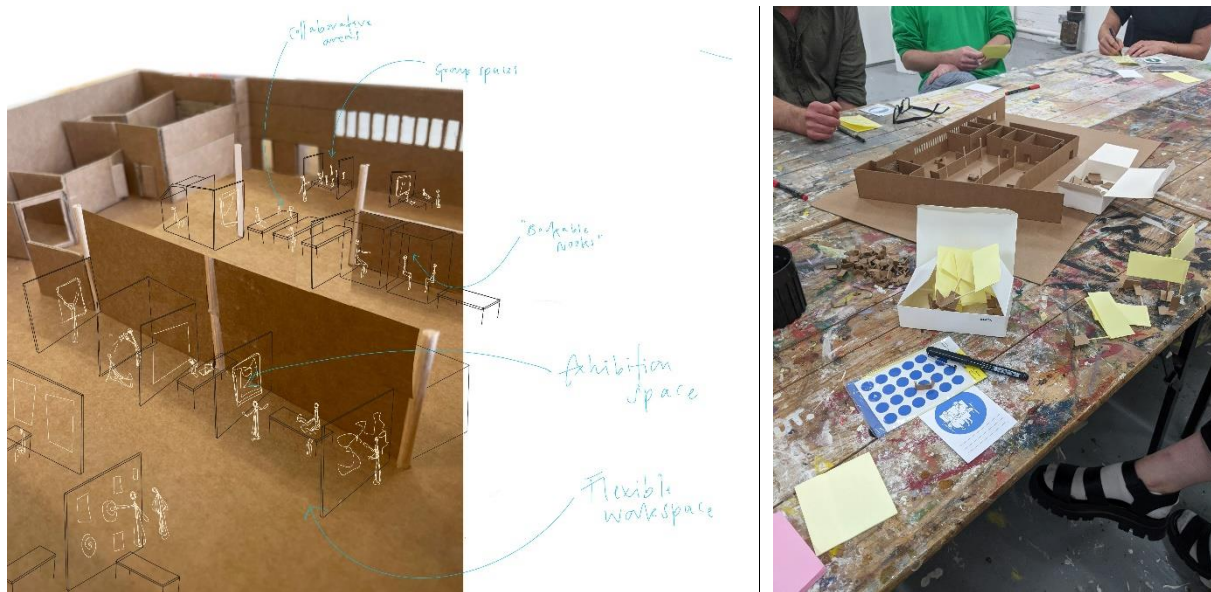 Collaborative
areas
Group spaces
"Bookable
Nooks"
Exhibition
space
Flexible
workspace